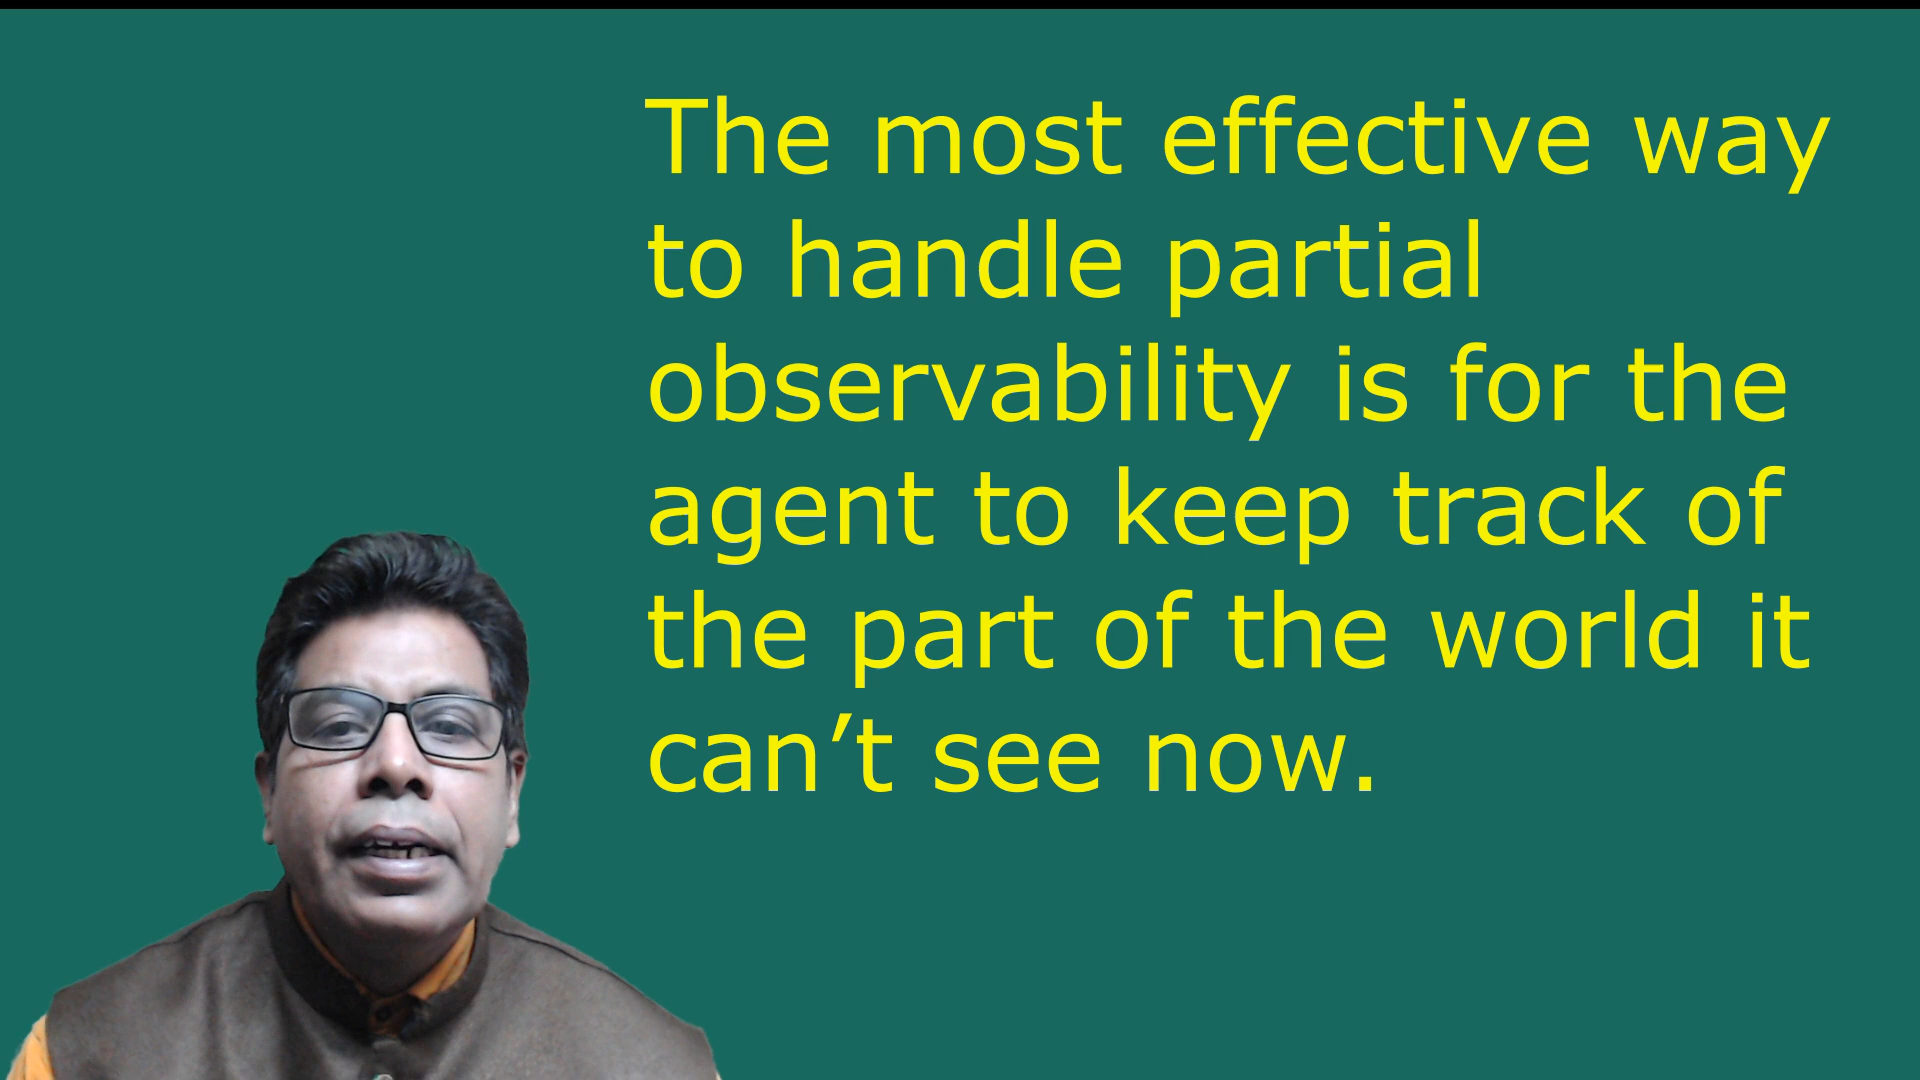 The most effective way
to handle partial
observability is for the
agent to keep track of
the part of the world it
can’t see now.